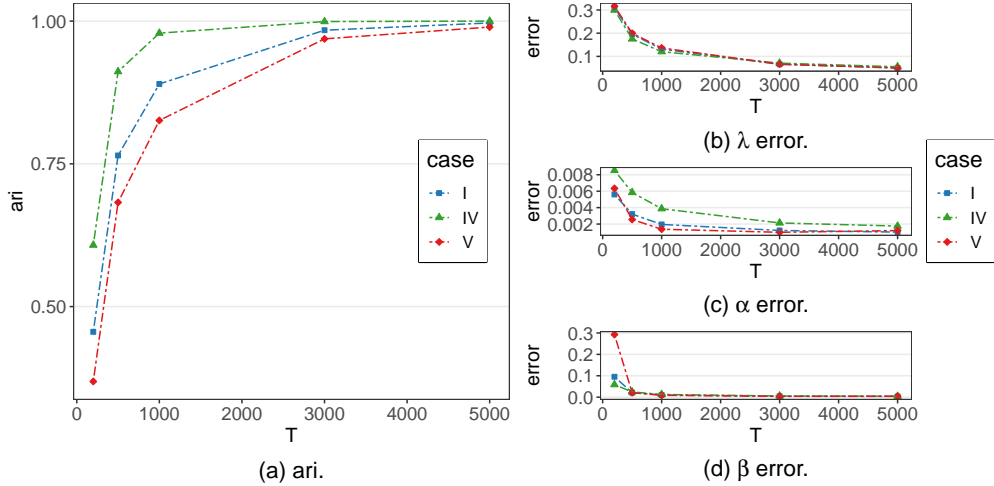 1.00
0.75
0.50
ari
0 1000 2000 3000 4000 5000
T
case
I
IV
V
(a) ari.
0.3
0.2
0.1
error
0 1000 2000 3000 4000 5000
T
(b) λ error.
0.008
0.006
0.004
0.002
error
0 1000 2000 3000 4000 5000
T
(c) α error.
case
I
IV
V
0.3
0.2
0.1
0.0
error
0 1000 2000 3000 4000 5000
T
(d) β error.